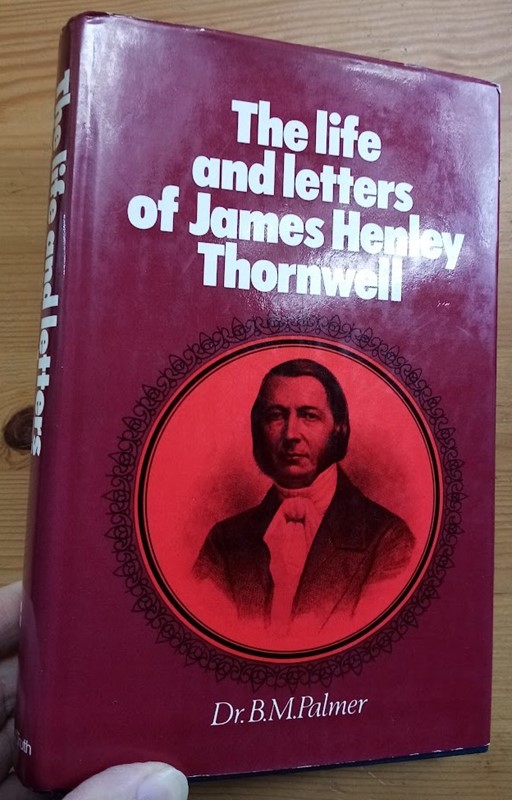 The life
and letters
of James Henley
Thornwell
Dr. B.M.Palmer
The life and letters